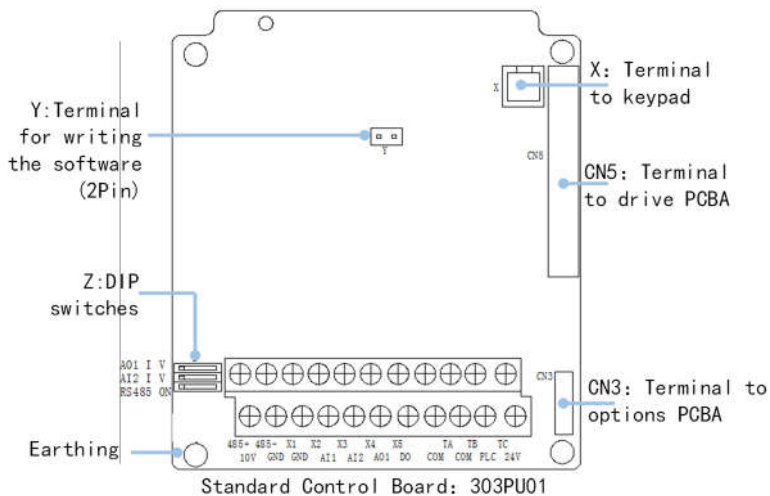 X: Terminal
to keypad
X
Y:Terminal
for writing
the software
(2Pin)
Y
CN5
CN5: Terminal
to drive PCBA
Z:DIP
switches
AO1 I V
AI2 I V
RS485 ON
CN3
CN3: Terminal to
options PCBA
Earthing
485+ 485- X1 X2 X3 X4 X5 TA TB TC
10V GND GND AI1 AI2 AO1 DO COM COM PLC 24V
Standard Control Board: 303PU01